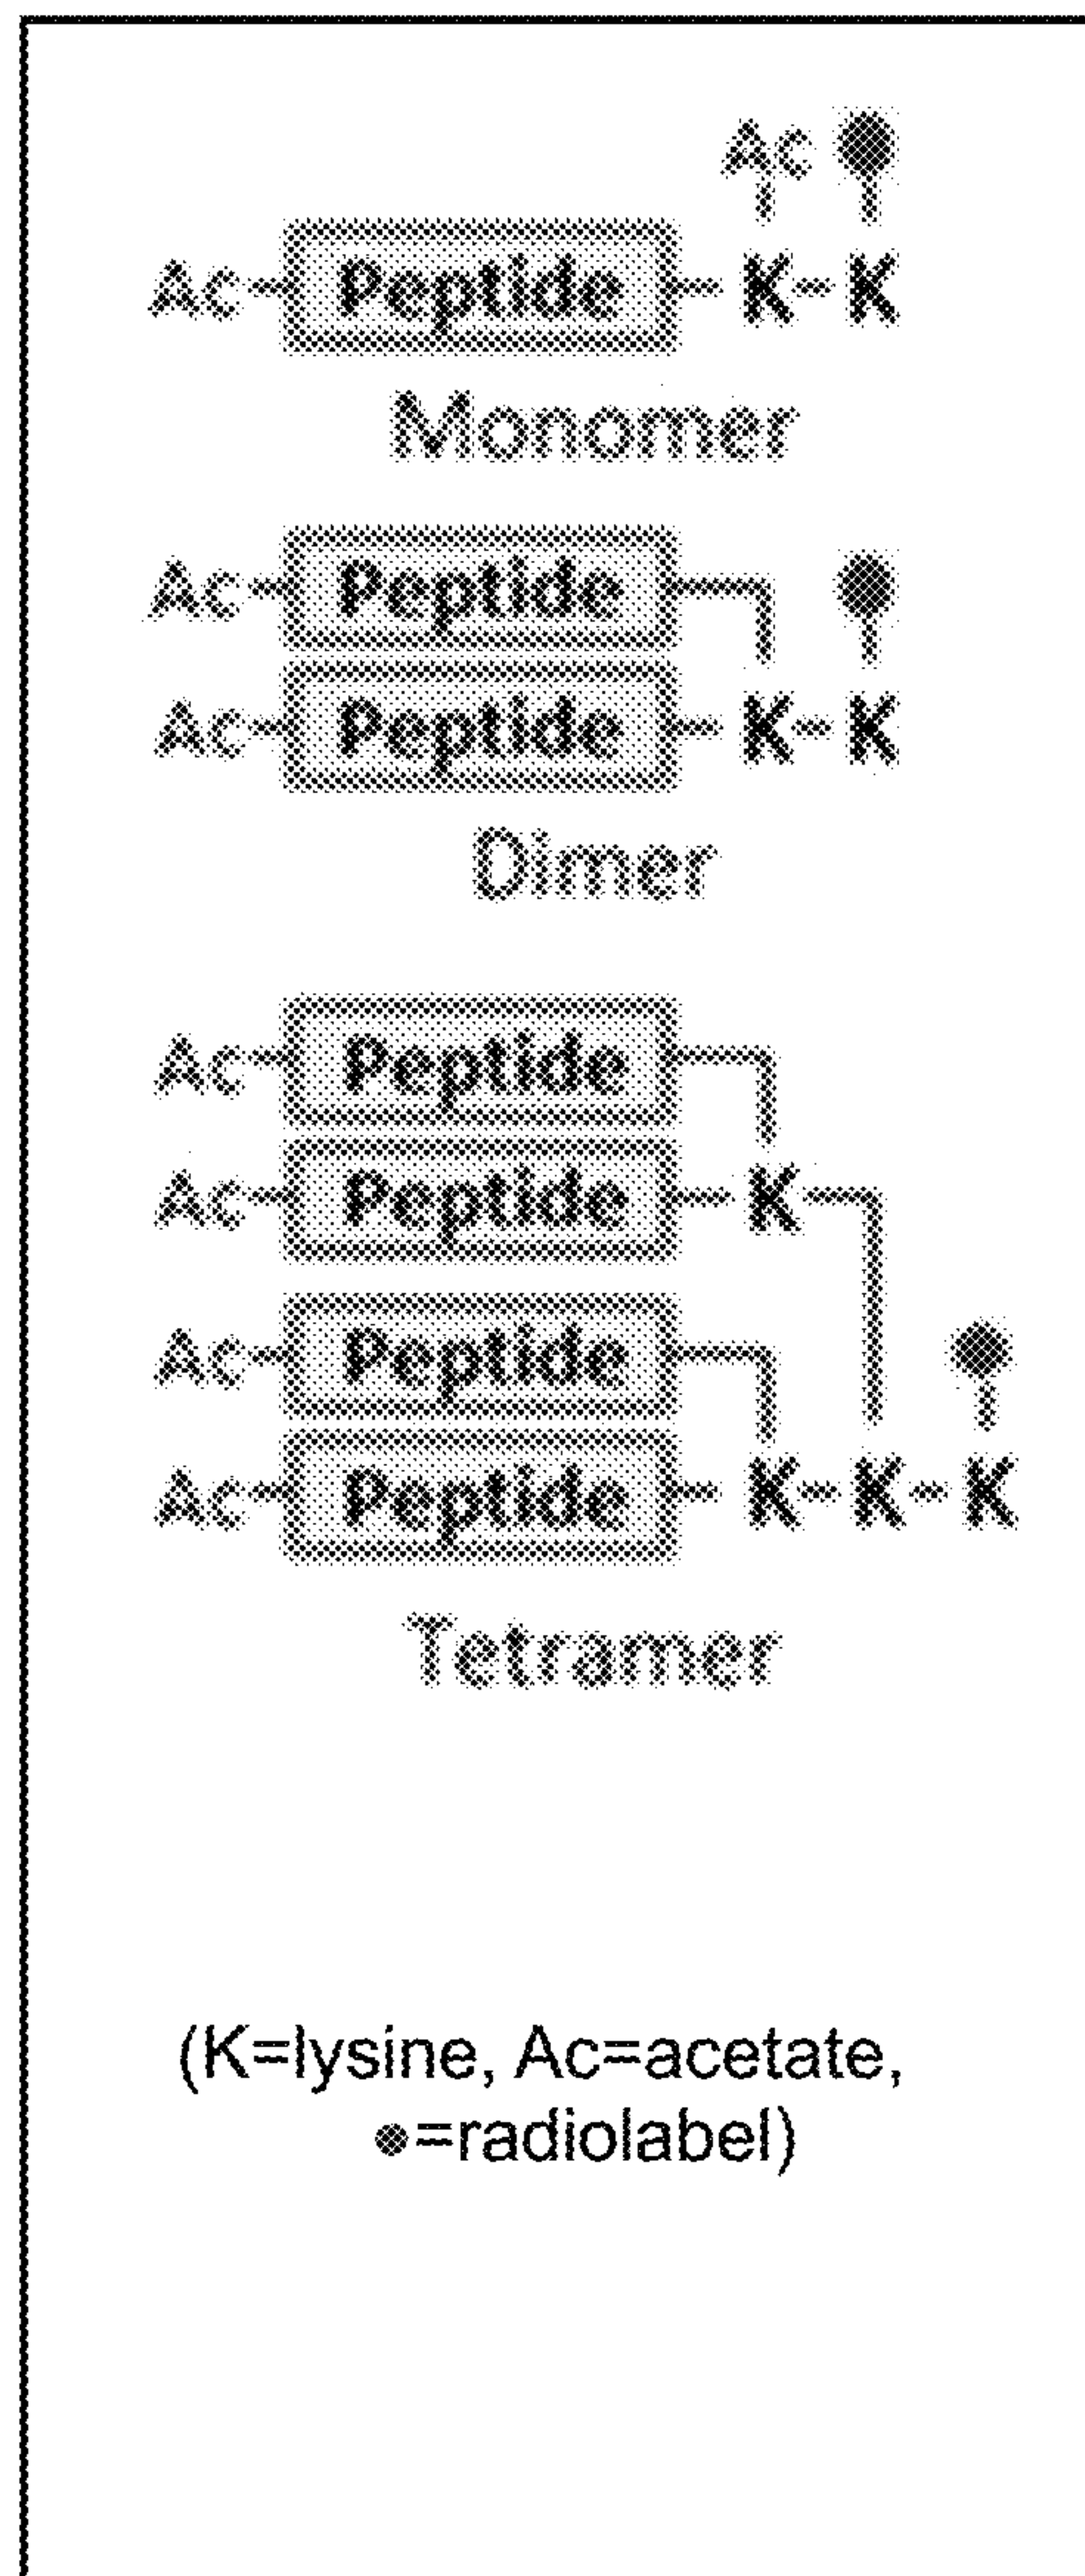 Ac
Ac Peptide K K
Monomer
Ac Peptide
Ac Peptide K K
Dimer
Ac Peptide
Ac Peptide K
Ac Peptide
Ac Peptide K K K
Tetramer
(K=lysine, Ac=acetate,
●=radiolabel)